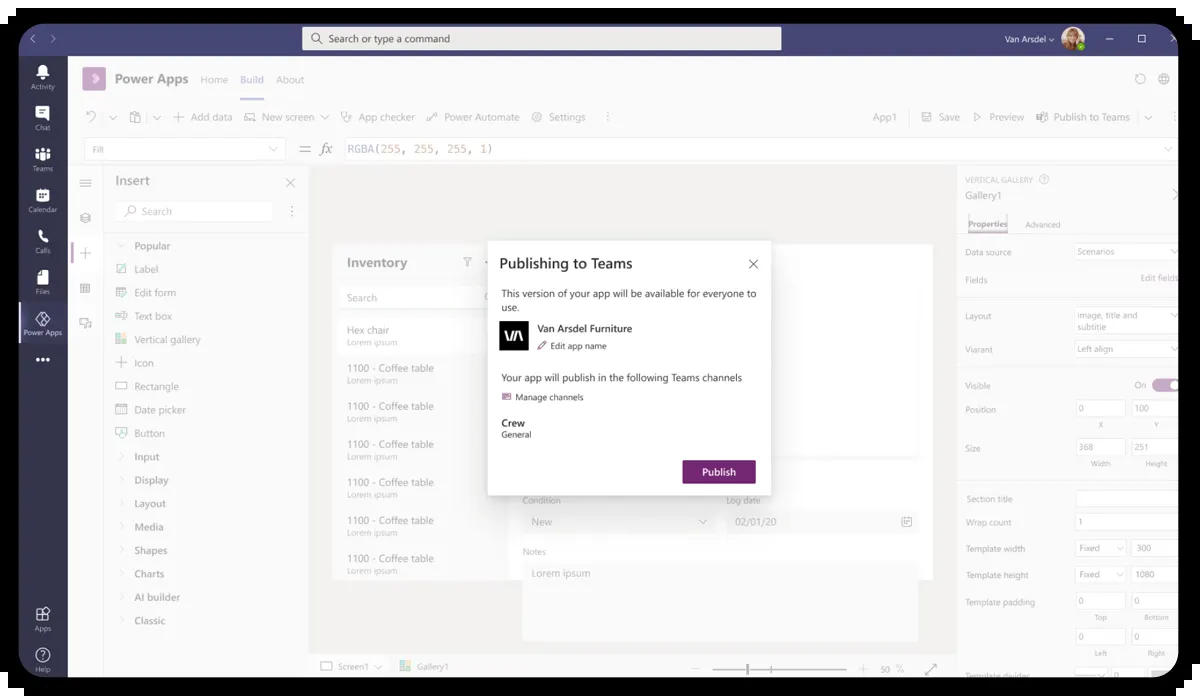 Search or type a command
Van Arsdel
Activity
Chat
Teams
Calendar
Calls
Files
Power Apps
Apps
Help
Power Apps Home Build About
Add data New screen App checker Power Automate Settings App1 Save Preview Publish to Teams
Fill = fx RGBA(255, 255, 255, 1)
Insert
Search
Popular
Label
Edit form
Text box
Vertical gallery
Icon
Rectangle
Date picker
Button
Input
Display
Layout
Media
Shapes
Charts
AI builder
Classic
Inventory
Search
Hex chair
Lorem ipsum
1100 - Coffee table
Lorem ipsum
1100 - Coffee table
Lorem ipsum
1100 - Coffee table
Lorem ipsum
1100 - Coffee table
Lorem ipsum
1100 - Coffee table
Lorem ipsum
1100 - Coffee table
Lorem ipsum
Publishing to Teams
This version of your app will be available for everyone to
use.
VA
Van Arsdel Furniture
Edit app name
Your app will publish in the following Teams channels
Manage channels
Crew
General
Publish
Condition Log date
New 02/01/20
Notes
Lorem ipsum
Screen1 Gallery1 50 %
VERTICAL GALLERY
Gallery1
Properties Advanced
Data source Scenarios
Fields Edit fields
Layout image, title and
subtitle
Viarant Left align
Visible On
Position 0 100
X Y
Size 368 251
Width Height
Section title
Wrap count 1
Template width Fixed 300
Template height Fixed 1080
Template padding 0 0
Top Bottom
0 0
Left Right
Template divider 0